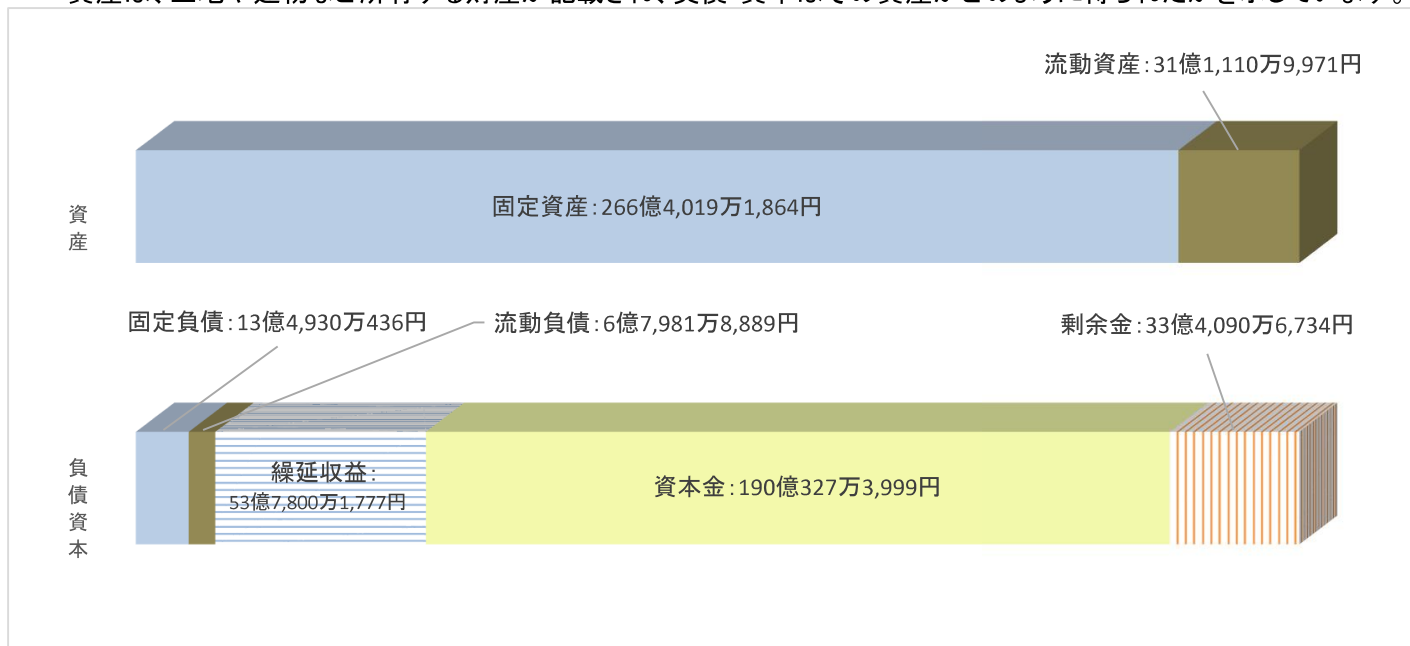 流動資産：31億1,110万9,971円
固定資産：266億4,019万1,864円
資産
固定負債：13億4,930万436円
流動負債：6億7,981万8,889円
剰余金：33億4,090万6,734円
繰延収益：
53億7,800万1,777円
資本金：190億327万3,999円
負債資本